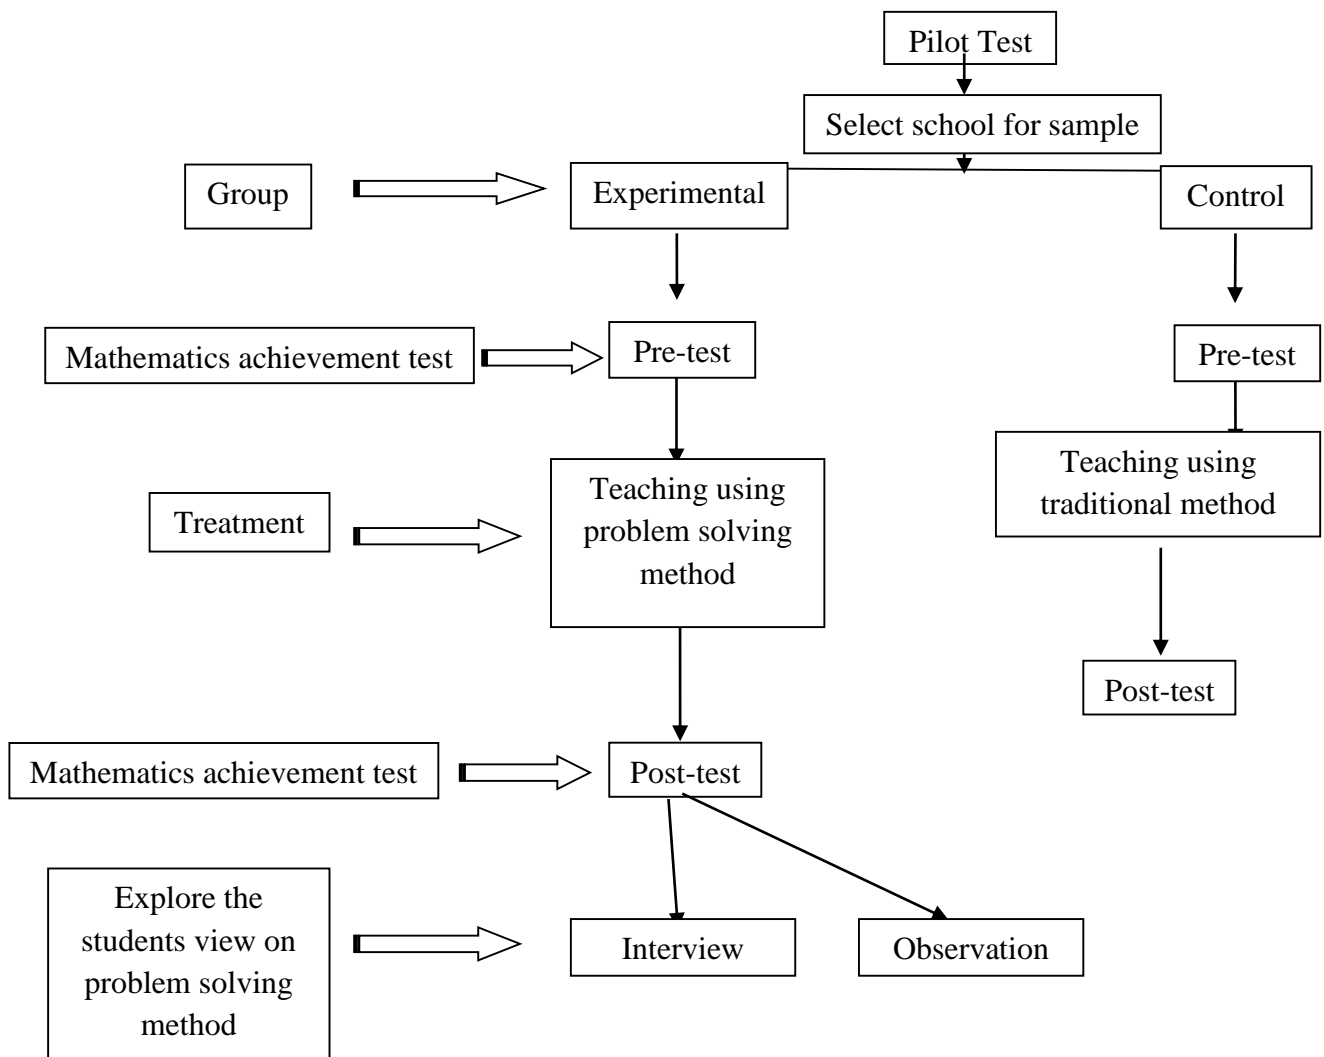 Pilot Test
Select school for sample
Group
Experimental
Control
Mathematics achievement test
Pre-test
Pre-test
Treatment
Teaching using
problem solving
method
Teaching using
traditional method
Post-test
Mathematics achievement test
Post-test
Explore the
students view on
problem solving
method
Interview
Observation